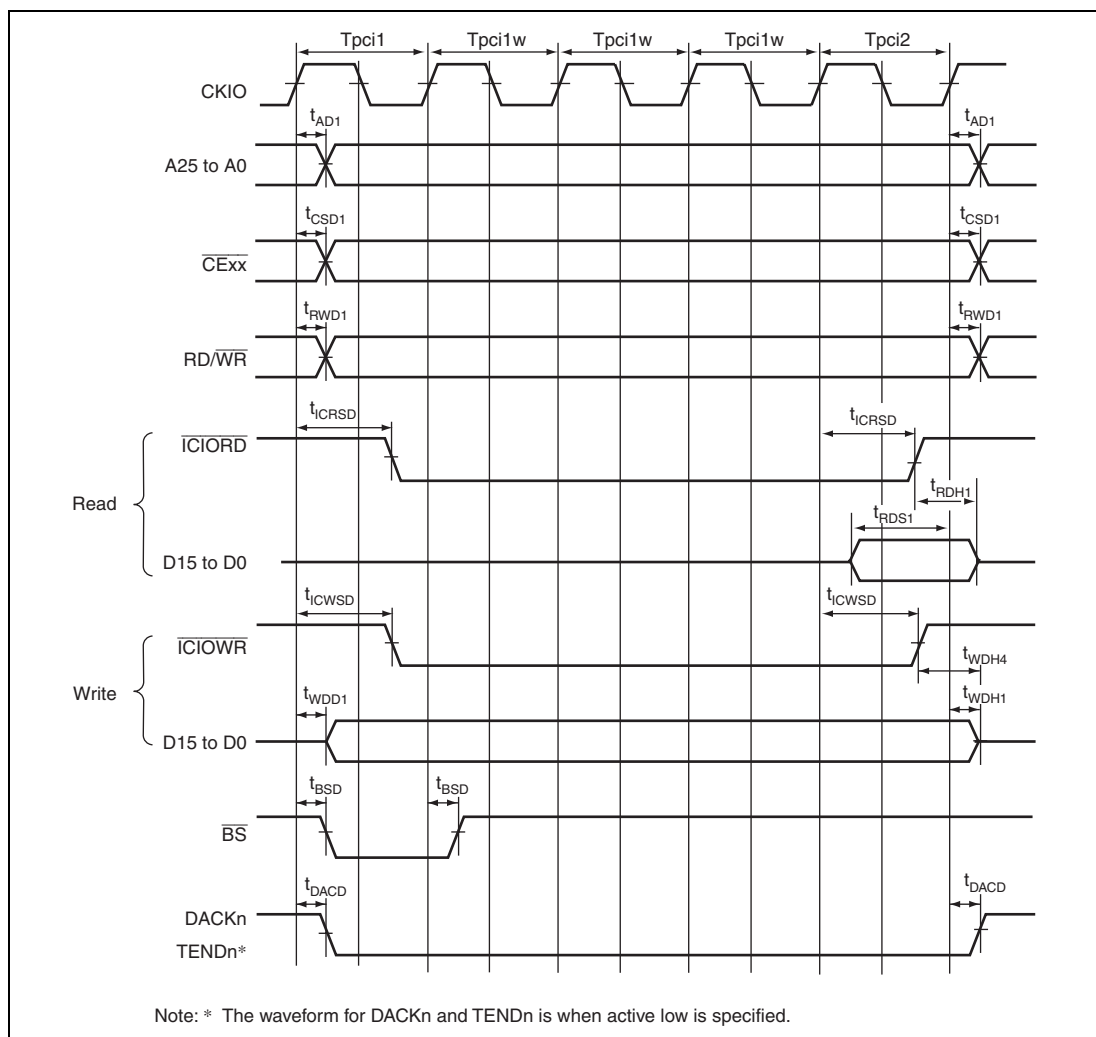 Tpci1 Tpci1w Tpci1w Tpci1w Tpci2
CKIO
tAD1 tAD1
A25 to A0
tCSD1 tCSD1
CExx
tRWD1 tRWD1
RD/WR
tICRSD tICRSD
ICIORD
tRDH1
Read
tRDS1
D15 to D0
tICWSD tICWSD
ICIOWR
tWDH4
Write
tWDD1 tWDH1
D15 to D0
tBSD tBSD
BS
tDACD tDACD
DACKn
TENDn*
Note: * The waveform for DACKn and TENDn is when active low is specified.